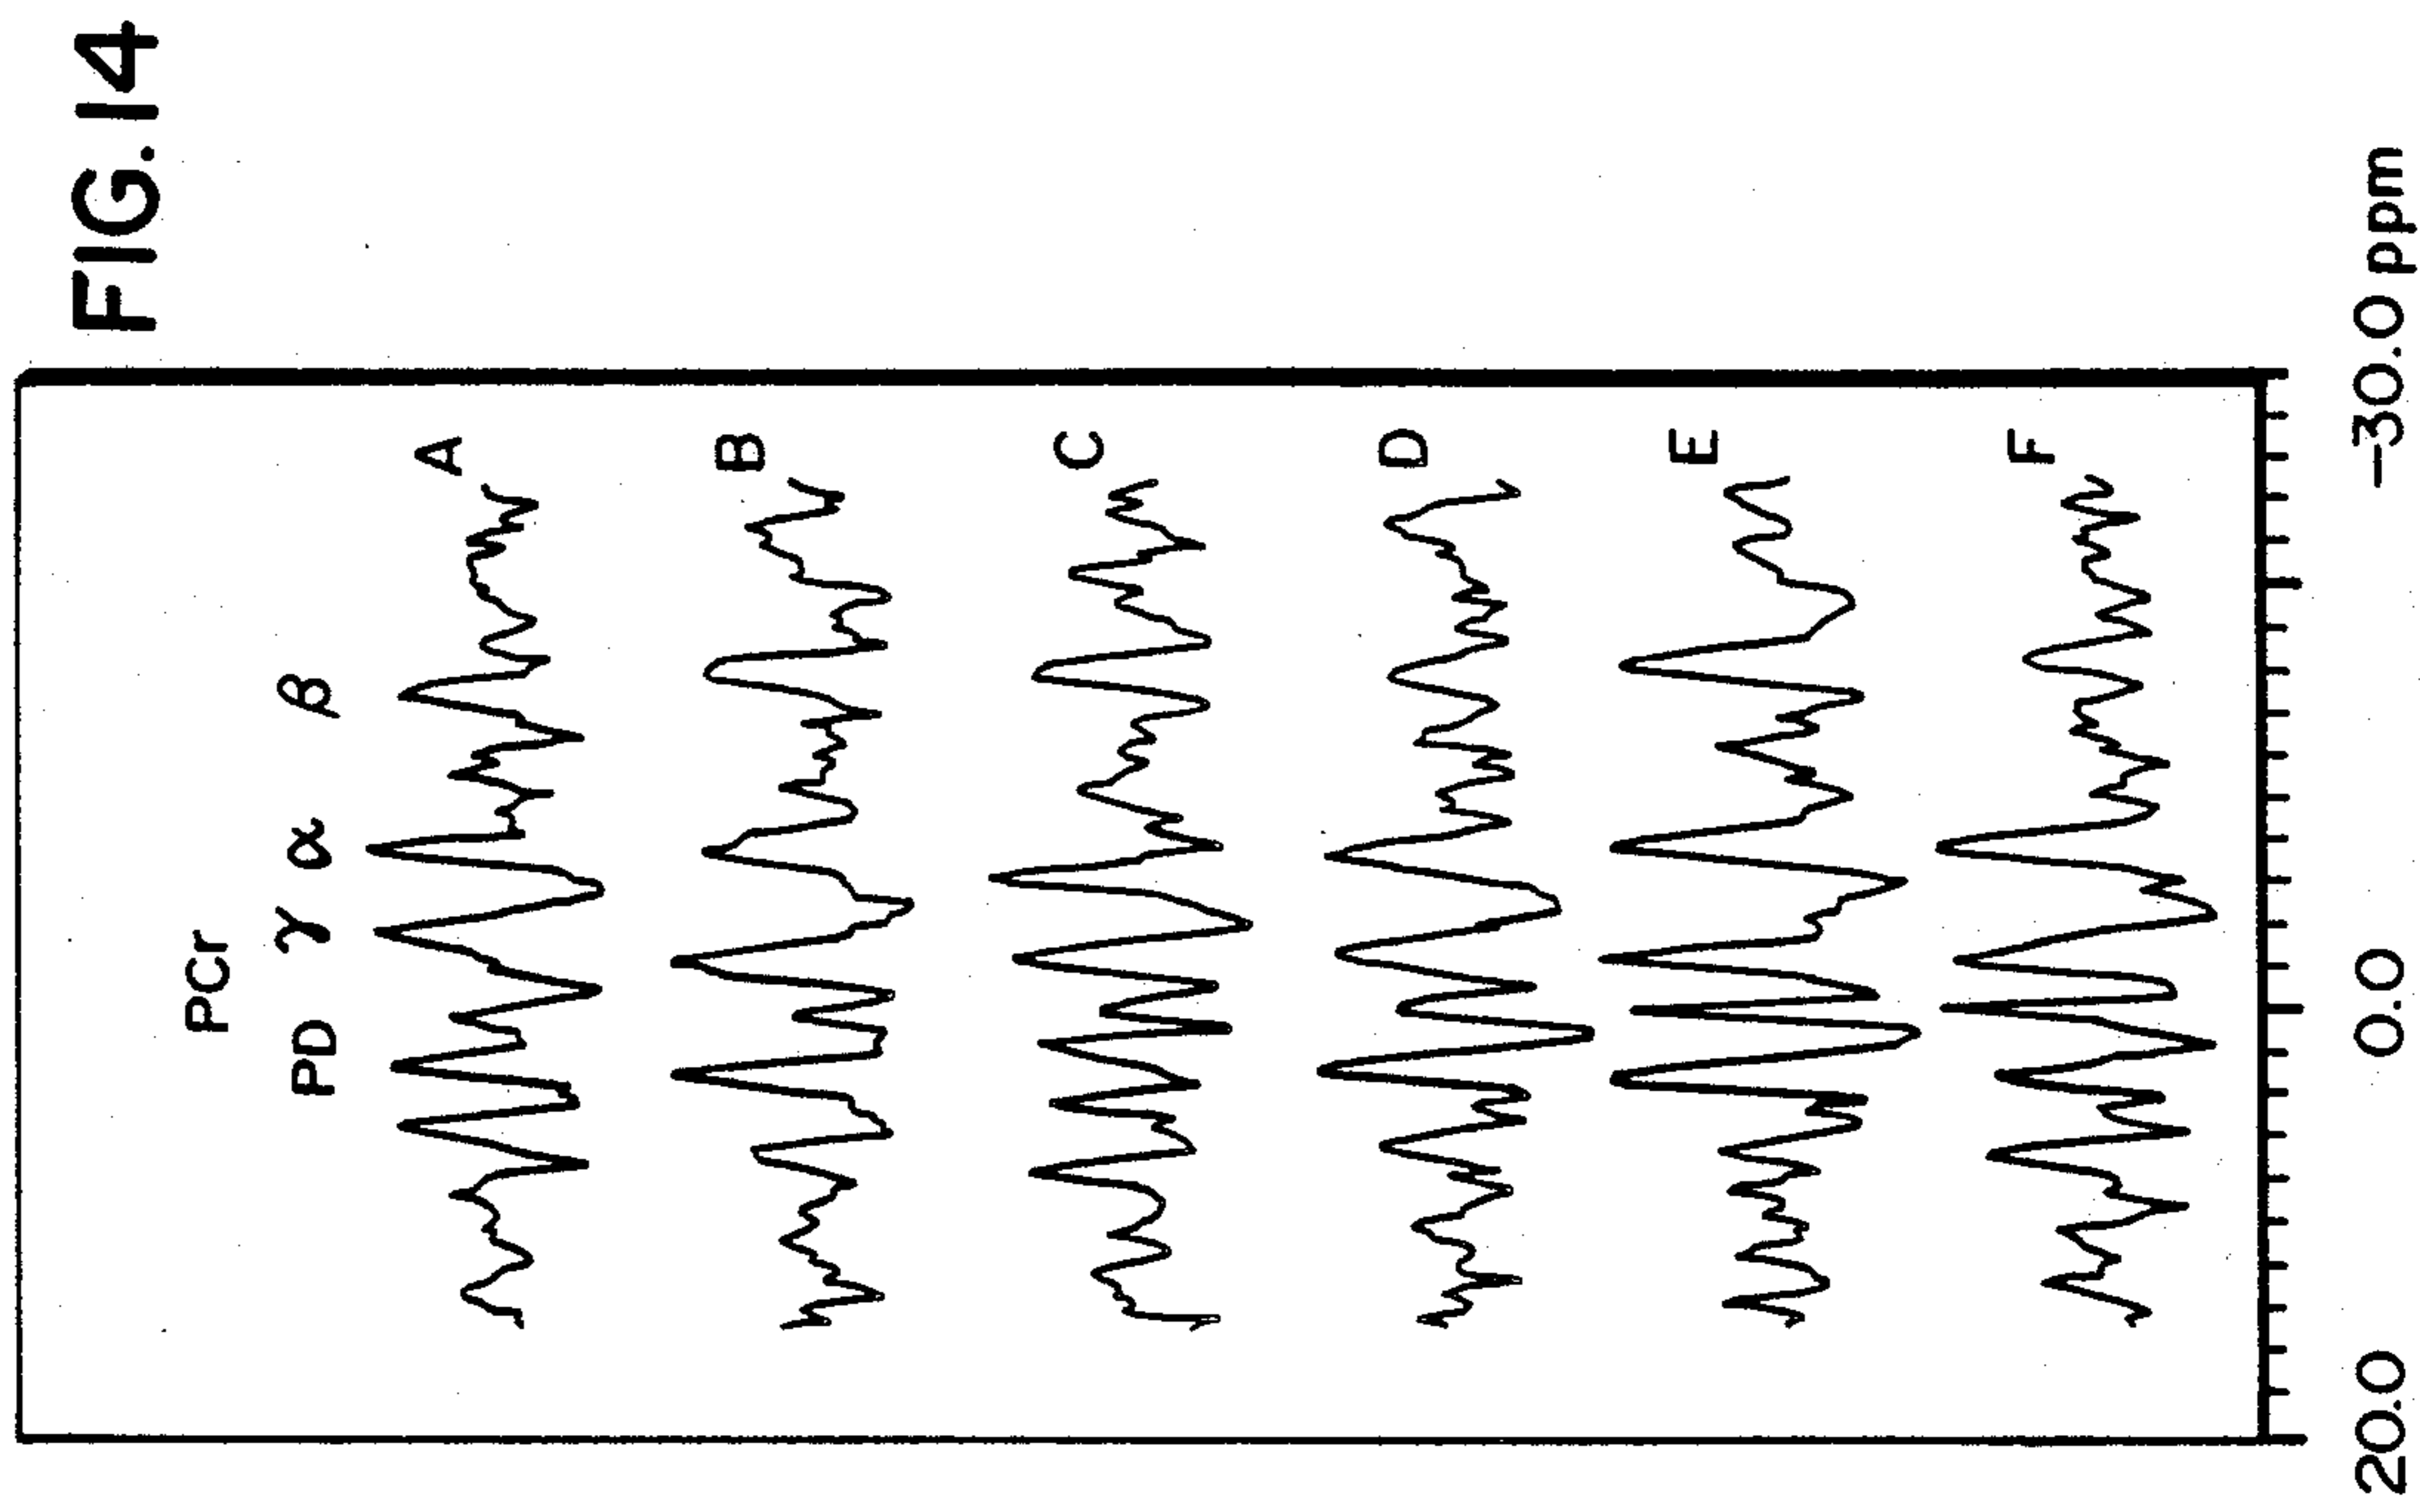 FIG.14
PCr
PD γ α β
A
B
C
D
E
F
20.0 0.0 -30.0 ppm